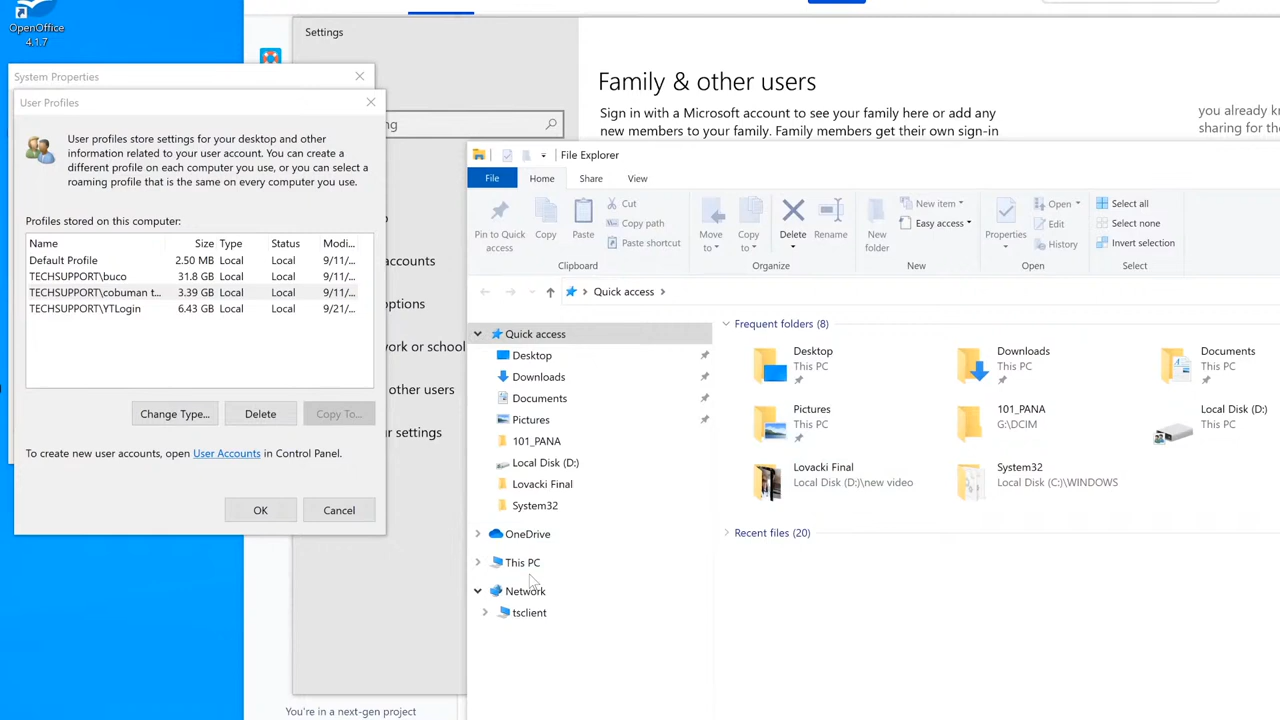 OpenOffice
4.1.7
Settings
System Properties
User Profiles
User profiles store settings for your desktop and other
information related to your user account. You can create a
different profile on each computer you use, or you can select a
roaming profile that is the same on every computer you use.
Profiles stored on this computer:
Name Size Type Status Modi...
Default Profile 2.50 MB Local Local 9/11/...
TECHSUPPORT\buco 31.8 GB Local Local 9/11/...
TECHSUPPORT\cobuman t... 3.39 GB Local Local 9/11/...
TECHSUPPORT\YTLogin 6.43 GB Local Local 9/21/...
Change Type... Delete Copy To...
To create new user accounts, open User Accounts in Control Panel.
OK Cancel
ng
accounts
options
work or school
other users
r settings
You're in a next-gen project
Family & other users
Sign in with a Microsoft account to see your family here or add any
new members to your family. Family members get their own sign-in
you already k
sharing for the
File Explorer
File Home Share View
Pin to Quick
access
Copy
Paste
Cut
Copy path
Paste shortcut
Clipboard
Move
to
Copy
to
Delete
Rename
Organize
New
folder
New item
Easy access
New
Properties
Open
Edit
History
Open
Select all
Select none
Invert selection
Select
Quick access
Quick access
Desktop
Downloads
Documents
Pictures
101_PANA
Local Disk (D:)
Lovacki Final
System32
OneDrive
This PC
Network
tsclient
Frequent folders (8)
Desktop
This PC
Downloads
This PC
Documents
This PC
Pictures
This PC
101_PANA
G:\DCIM
Local Disk (D:)
This PC
Lovacki Final
Local Disk (D:)\new video
System32
Local Disk (C:)\WINDOWS
Recent files (20)